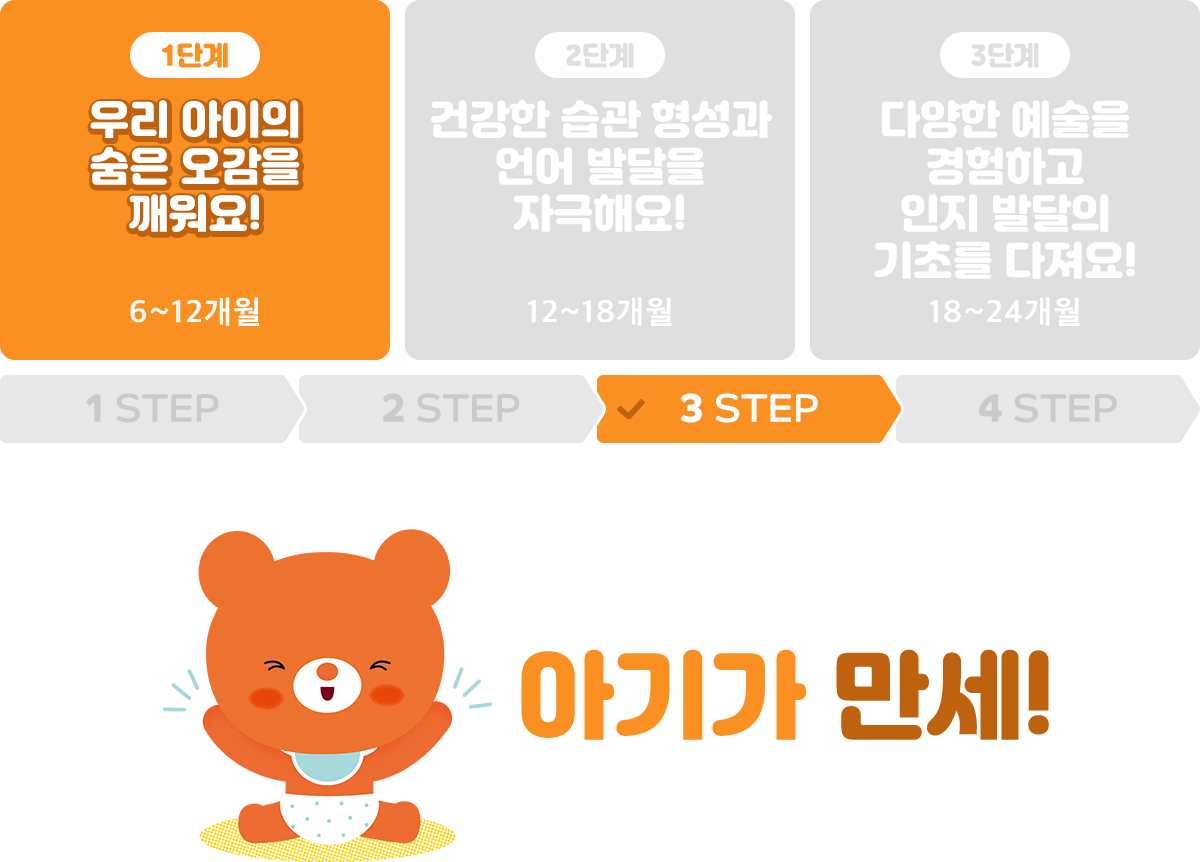 1단계
우리 아이의
숨은 오감을
깨워요!
6~12개월
2단계
건강한 습관 형성과
언어 발달을
자극해요!
12~18개월
3단계
다양한 예술을
경험하고
인지 발달의
기초를 다져요!
18~24개월
1 STEP
2 STEP
3 STEP
4 STEP
아기가 만세!